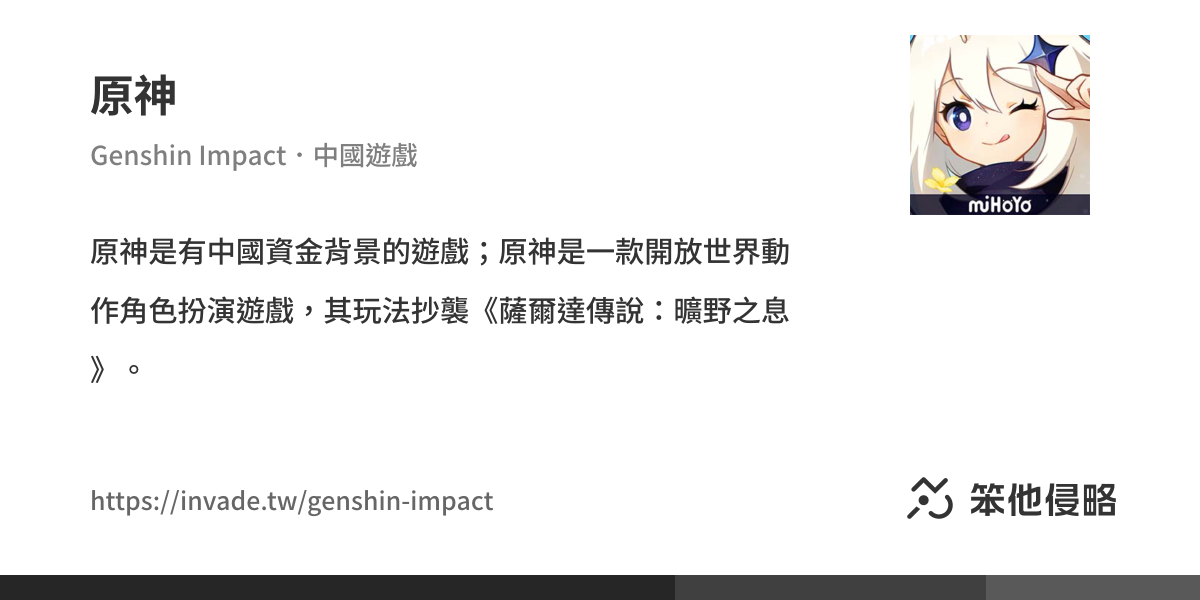 原神
Genshin Impact・中國遊戲
miHoYo
原神是有中國資金背景的遊戲；原神是一款開放世界動
作角色扮演遊戲，其玩法抄襲《薩爾達傳說：曠野之息
》。
https://invade.tw/genshin-impact
笨他侵略